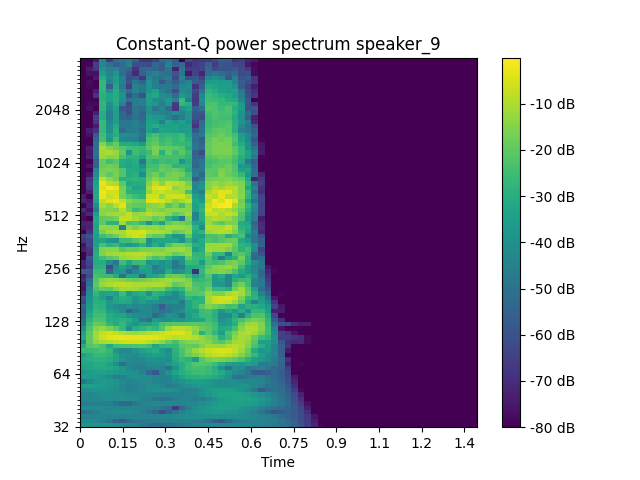 Constant-Q power spectrum speaker_9
Hz
2048
1024
512
256
128
64
32
0 0.15 0.3 0.45 0.6 0.75 0.9 1.1 1.2 1.4
Time
-10 dB
-20 dB
-30 dB
-40 dB
-50 dB
-60 dB
-70 dB
-80 dB